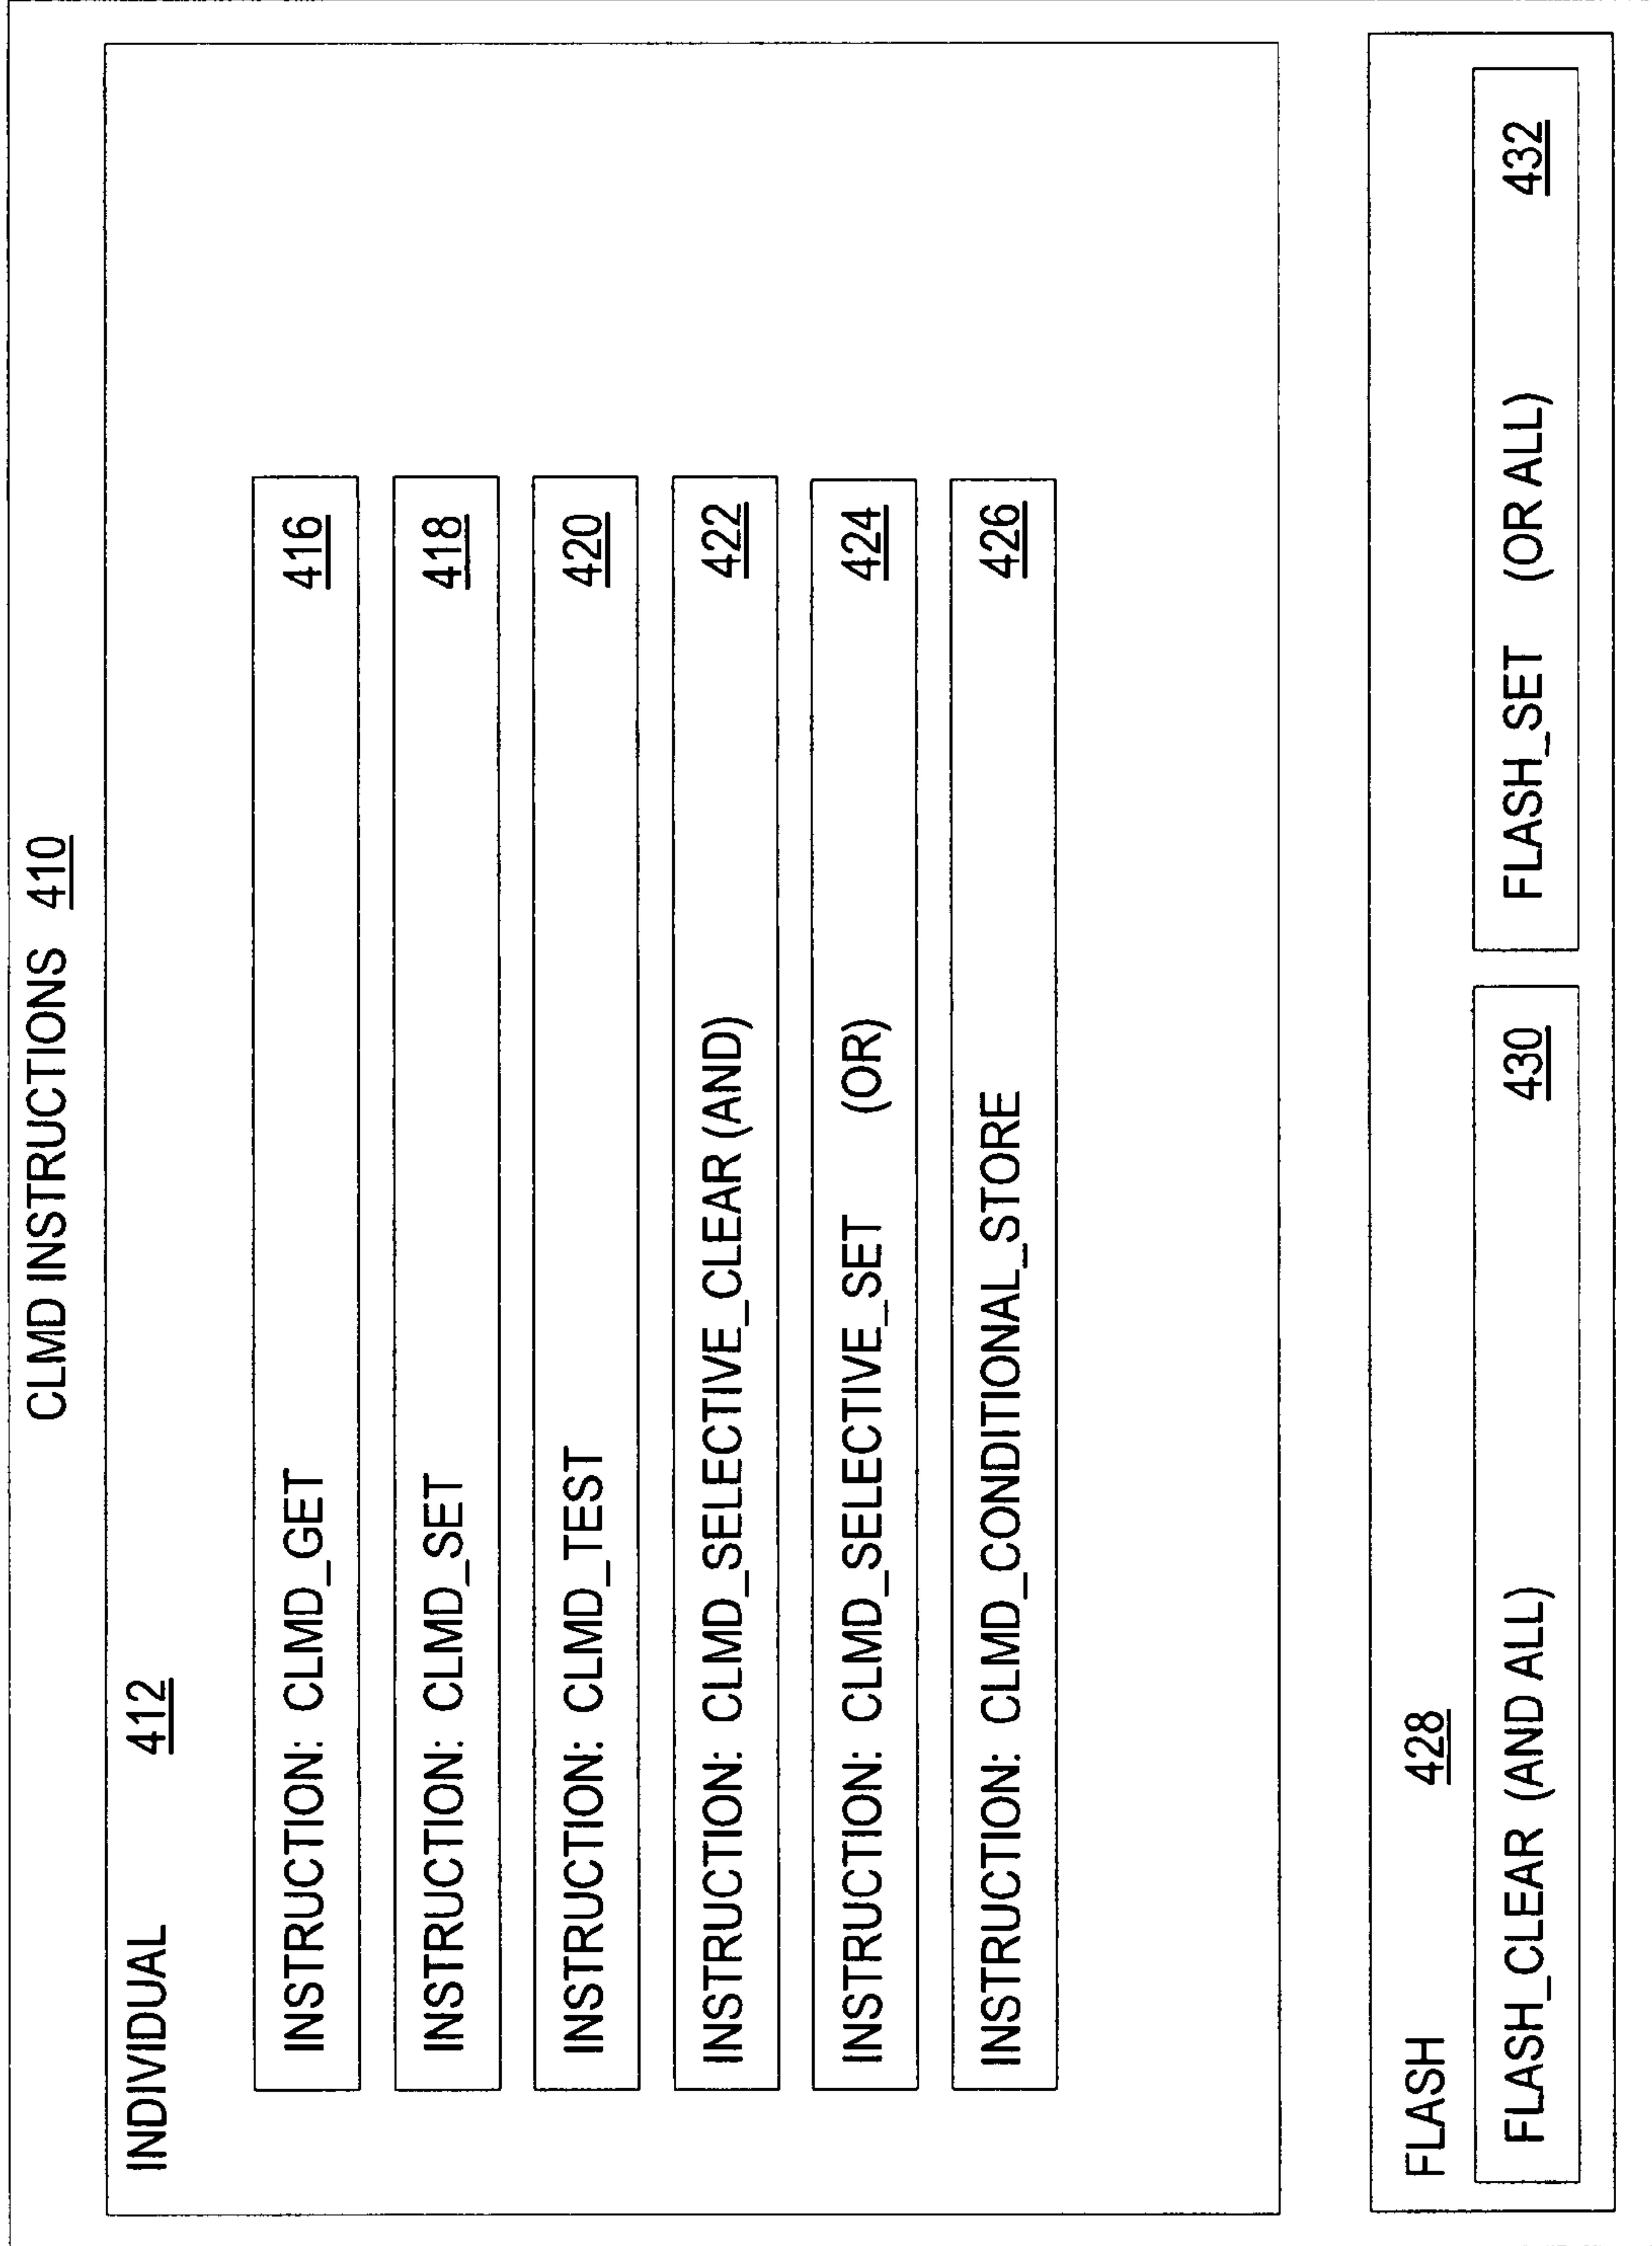 CLMD INSTRUCTIONS 410
INDIVIDUAL 412
INSTRUCTION: CLMD_GET 416
INSTRUCTION: CLMD_SET 418
INSTRUCTION: CLMD_TEST 420
INSTRUCTION: CLMD_SELECTIVE_CLEAR (AND) 422
INSTRUCTION: CLMD_SELECTIVE_SET (OR) 424
INSTRUCTION: CLMD_CONDITIONAL_STORE 426
FLASH 428
FLASH_CLEAR (AND ALL) 430
FLASH_SET (OR ALL) 432